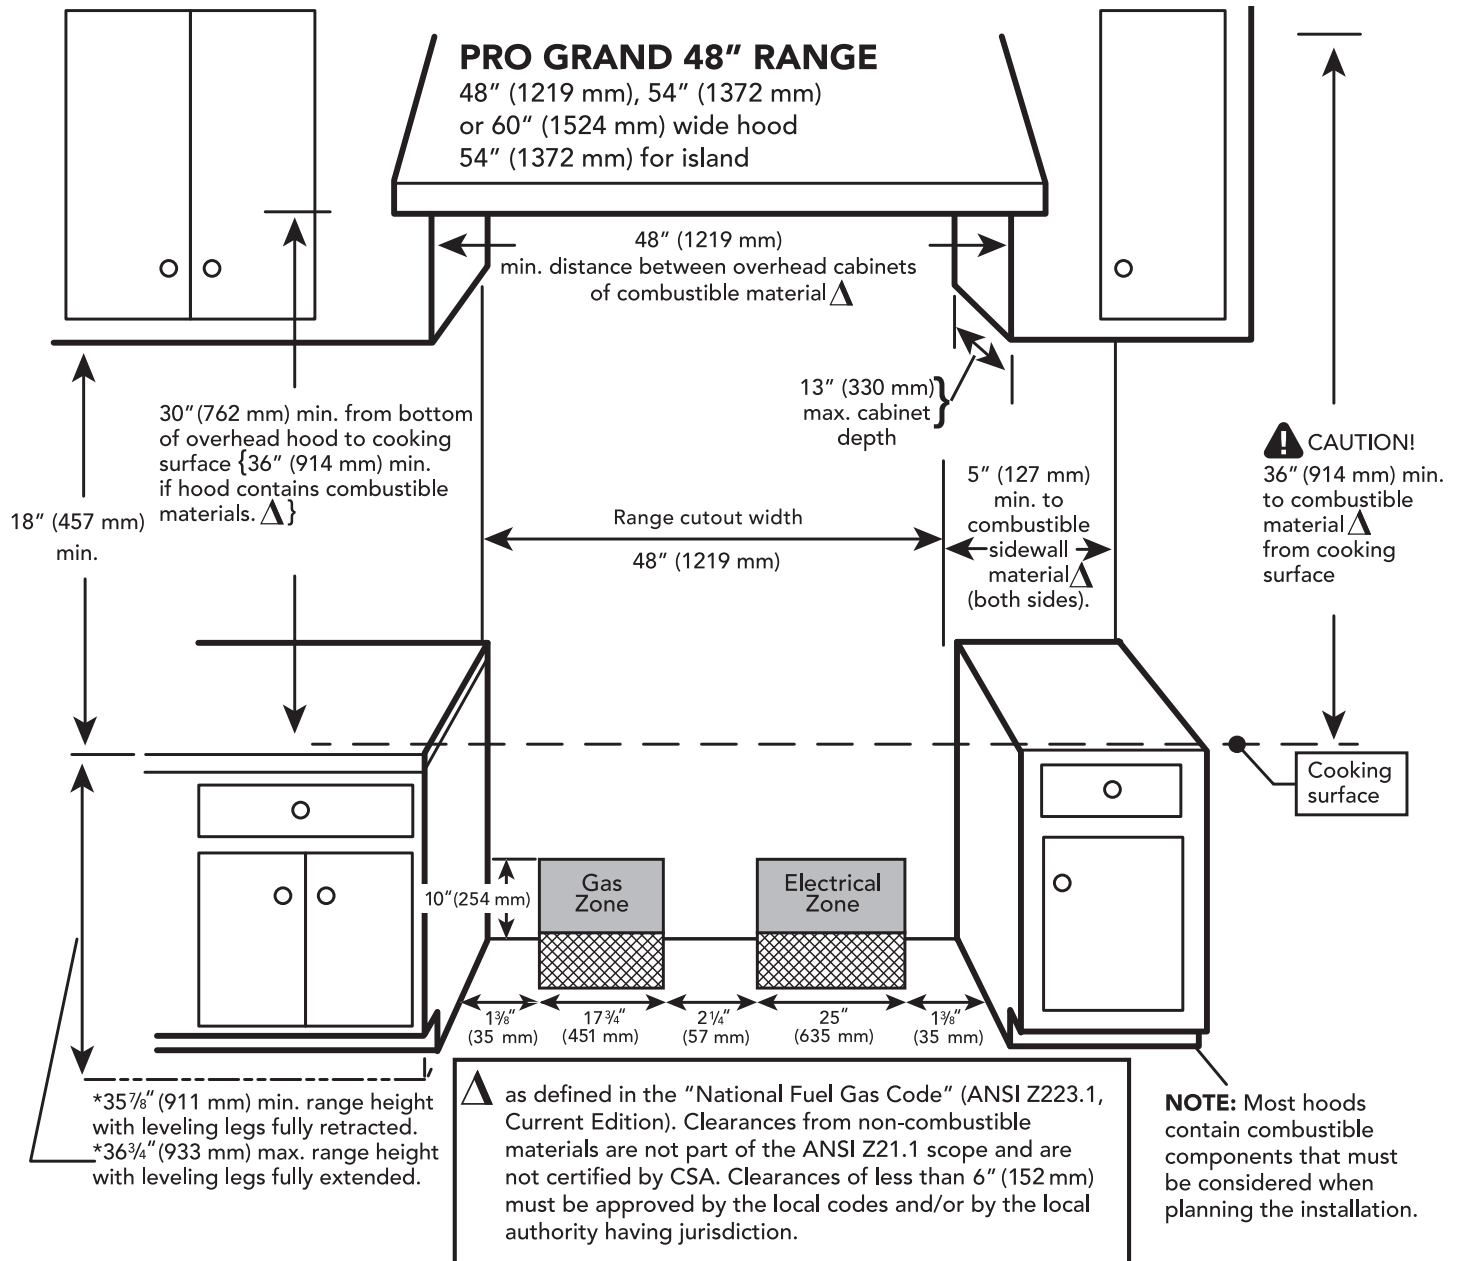 PRO GRAND 48” RANGE
48” (1219 mm), 54” (1372 mm)
or 60“ (1524 mm) wide hood
54” (1372 mm) for island
48” (1219 mm)
min. distance between overhead cabinets
of combustible material Δ
13” (330 mm)}
max. cabinet
depth
30” (762 mm) min. from bottom
of overhead hood to cooking
surface {36” (914 mm) min.
if hood contains combustible
materials. Δ}
18” (457 mm)
min.
Range cutout width
48” (1219 mm)
5” (127 mm)
min. to
combustible
sidewall
material Δ
(both sides).
CAUTION!
36” (914 mm) min.
to combustible
material Δ
from cooking
surface
Cooking
surface
10“ (254 mm)
Gas
Zone
Electrical
Zone
1⅜“
(35 mm)
17¾“
(451 mm)
2¼“
(57 mm)
25“
(635 mm)
1⅜“
(35 mm)
*35⅞“ (911 mm) min. range height
with leveling legs fully retracted.
*36¾“ (933 mm) max. range height
with leveling legs fully extended.
Δ as defined in the “National Fuel Gas Code” (ANSI Z223.1,
Current Edition). Clearances from non-combustible
materials are not part of the ANSI Z21.1 scope and are
not certified by CSA. Clearances of less than 6” (152 mm)
must be approved by the local codes and/or by the local
authority having jurisdiction.
NOTE: Most hoods
contain combustible
components that must
be considered when
planning the installation.